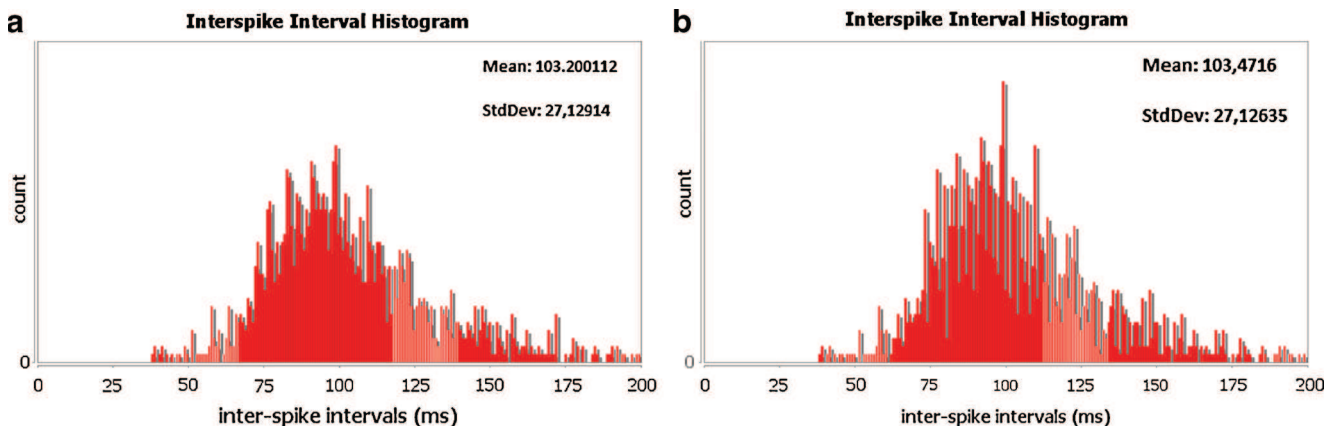 a
Interspike Interval Histogram
Mean: 103.200112
StdDev: 27,12914
count
0
0 25 50 75 100 125 150 175 200
inter-spike intervals (ms)
b
Interspike Interval Histogram
Mean: 103,4716
StdDev: 27,12635
count
0
0 25 50 75 100 125 150 175 200
inter-spike intervals (ms)